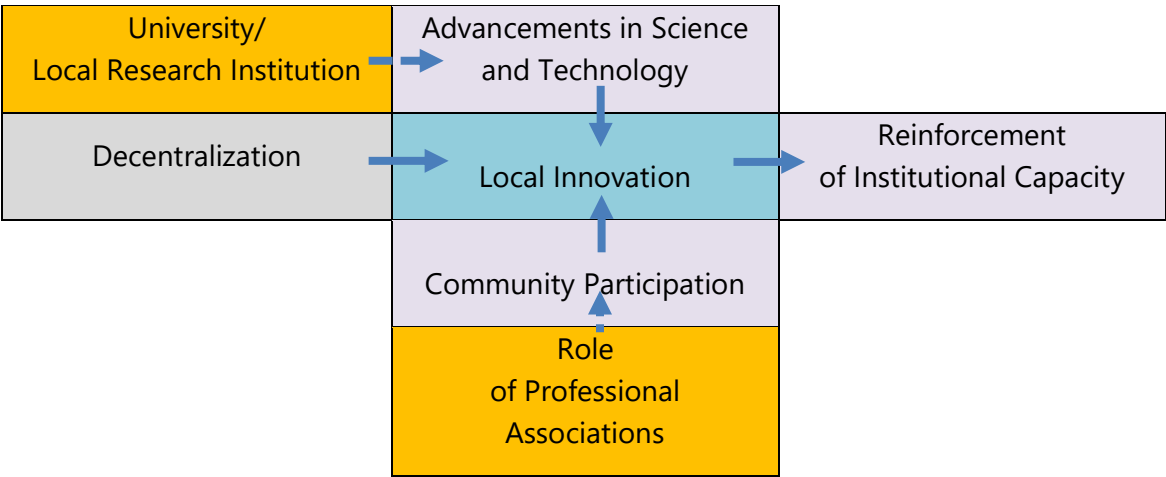 University/
Local Research Institution
Advancements in Science
and Technology
Decentralization
Local Innovation
Reinforcement
of Institutional Capacity
Community Participation
Role
of Professional
Associations